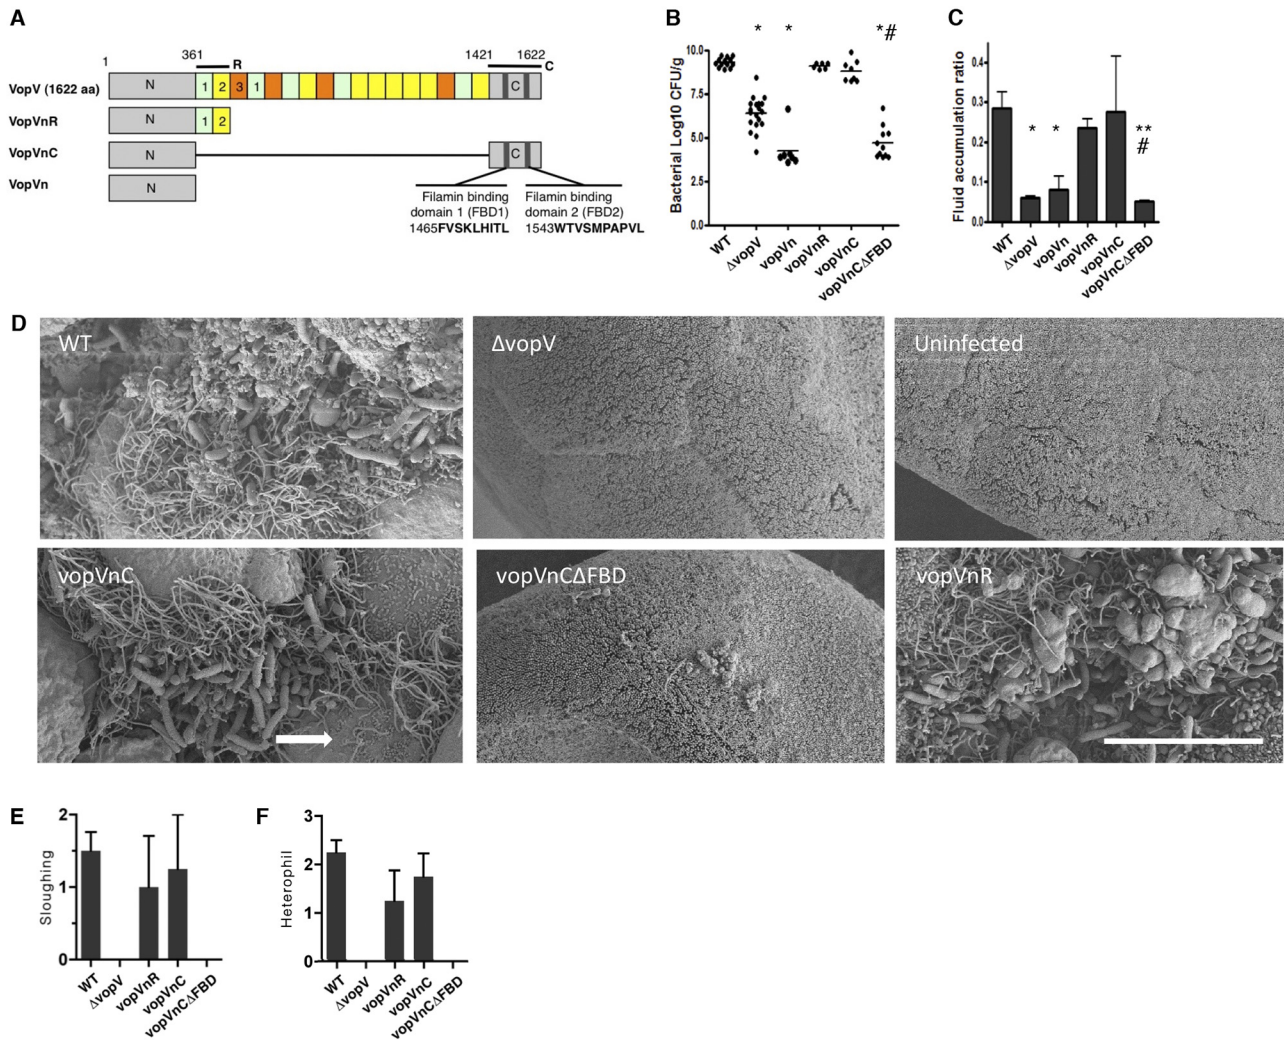 A
1
361
R
1421
1622
C
VopV (1622 aa)
N
1
2
3
1
C
VopVnR
N
1
2
VopVnC
N
C
VopVn
N
Filamin binding
domain 1 (FBD1)
1465FVSKLHITL
Filamin binding
domain 2 (FBD2)
1543WTVSMPAPVL
B
* * *#
Bacterial Log10 CFU/g
10.0
7.5
5.0
2.5
0.0
WT
ΔvopV
vopVn
vopVnR
vopVnC
vopVnCΔFBD
C
Fluid accumulation ratio
0.4
0.3
0.2
0.1
0.0
* * **
#
WT
ΔvopV
vopVn
vopVnR
vopVnC
vopVnCΔFBD
D
WT
ΔvopV
Uninfected
vopVnC
vopVnCΔFBD
vopVnR
E
Sloughing
2
1
0
WT
ΔvopV
vopVnR
vopVnC
vopVnCΔFBD
F
Heterophil
3
2
1
0
WT
ΔvopV
vopVnR
vopVnC
vopVnCΔFBD